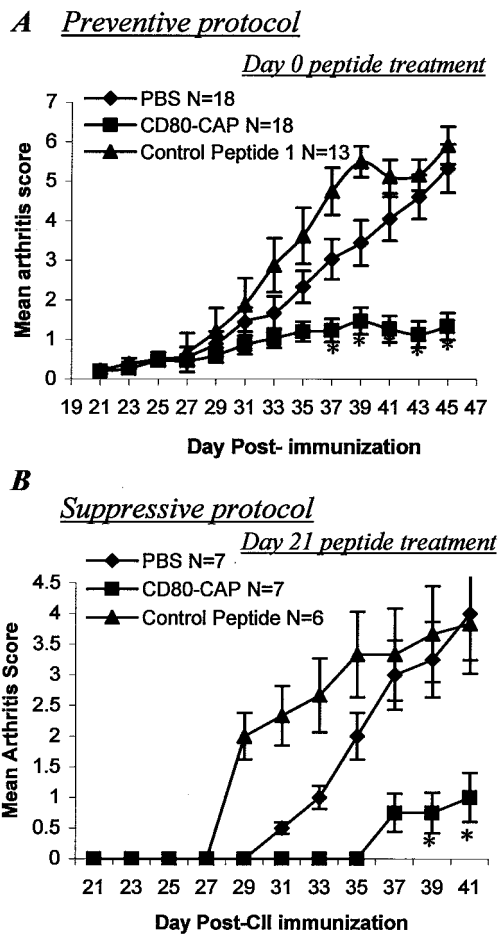 A Preventive protocol
Day 0 peptide treatment
PBS N=18
CD80-CAP N=18
Control Peptide 1 N=13
7
6
5
4
3
2
1
0
Mean arthritis score
* * * * *
19 21 23 25 27 29 31 33 35 37 39 41 43 45 47
Day Post- immunization
B
Suppressive protocol
Day 21 peptide treatment
PBS N=7
CD80-CAP N=7
Control Peptide N=6
4.5
4
3.5
3
2.5
2
1.5
1
0.5
0
Mean Arthritis Score
* *
21 23 25 27 29 31 33 35 37 39 41
Day Post-CII immunization